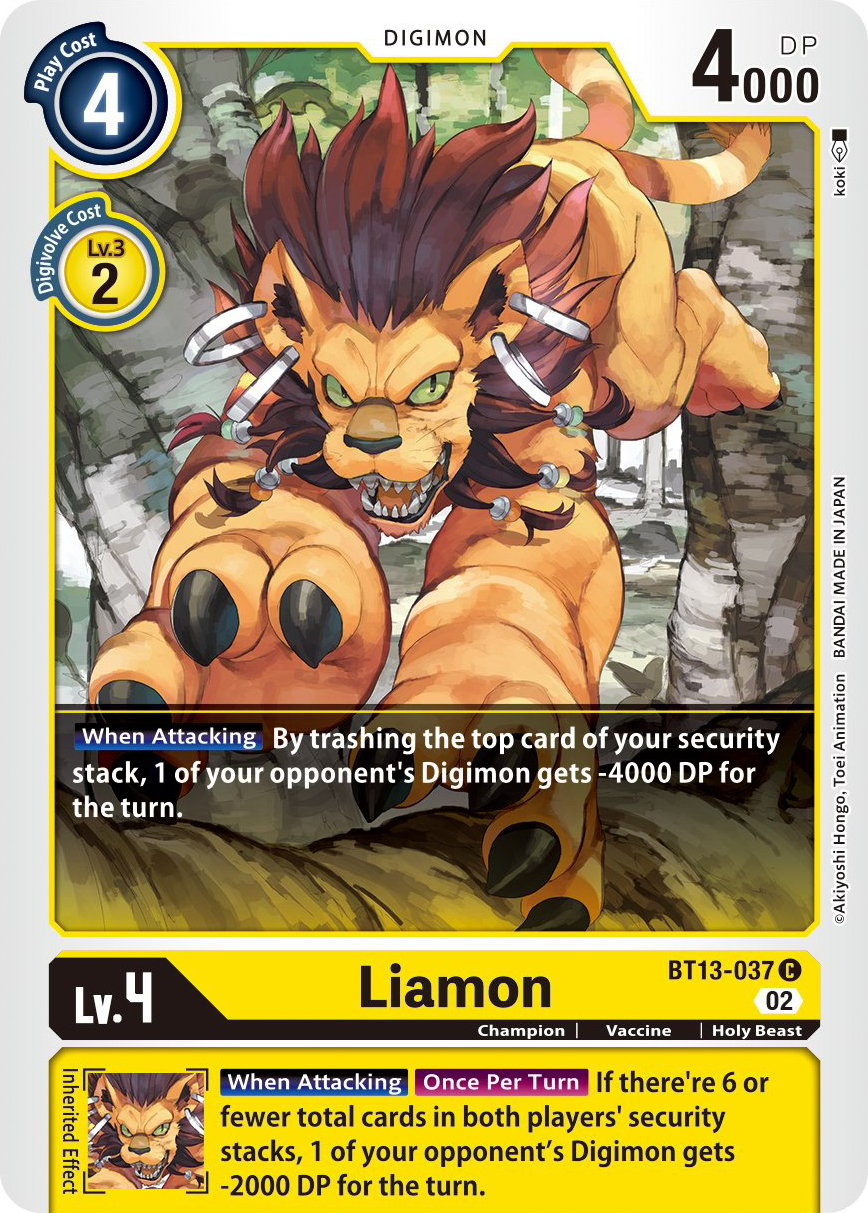 DIGIMON
Play Cost
4
DP
4000
Digivolve Cost
Lv.3
2
koki
BANDAI MADE IN JAPAN
©Akiyoshi Hongo, Toei Animation
When Attacking By trashing the top card of your security
stack, 1 of your opponent's Digimon gets -4000 DP for
the turn.
Lv.4
Liamon
BT13-037 C
02
Champion | Vaccine | Holy Beast
Inherited Effect
When Attacking Once Per Turn If there're 6 or
fewer total cards in both players' security
stacks, 1 of your opponent’s Digimon gets
-2000 DP for the turn.